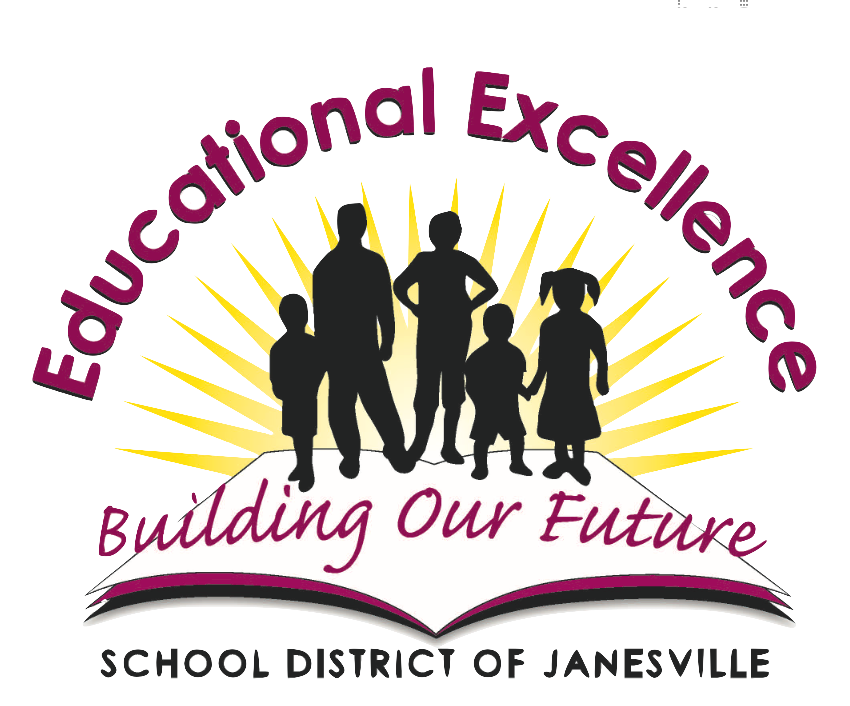 Educational Excellence
Building Our Future
SCHOOL DISTRICT OF JANESVILLE